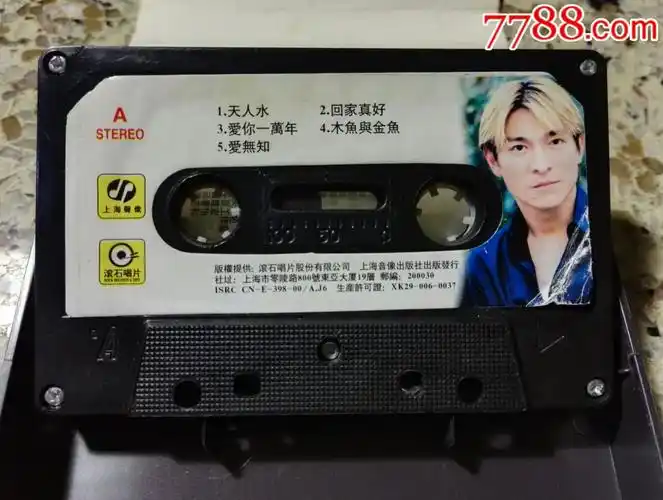 7788.com
A
STEREO
1.天人水 2.回家真好
3.愛你一萬年 4.木魚與金魚
5.愛無知
上海聲像
滾石唱片
100 50 0
版權提供: 滾石唱片股份有限公司 上海音像出版社出版發行
社址: 上海市零陵路800號東亞大厦19層 郵編: 200030
ISRC CN-E-398-00/A.J6 生產許可證: XK29-006-0037
A